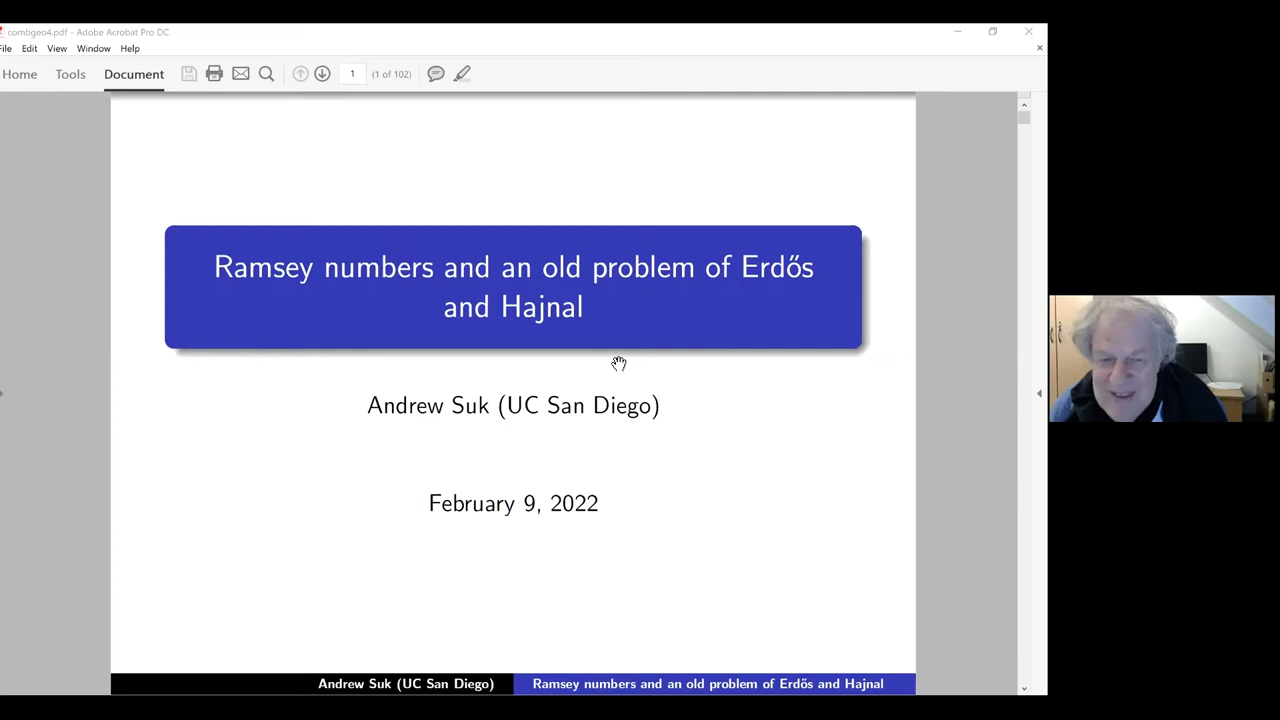 combgeo4.pdf - Adobe Acrobat Pro DC
File Edit View Window Help
Home Tools Document 1 (1 of 102)
Ramsey numbers and an old problem of Erdős
and Hajnal
Andrew Suk (UC San Diego)
February 9, 2022
Andrew Suk (UC San Diego) Ramsey numbers and an old problem of Erdős and Hajnal